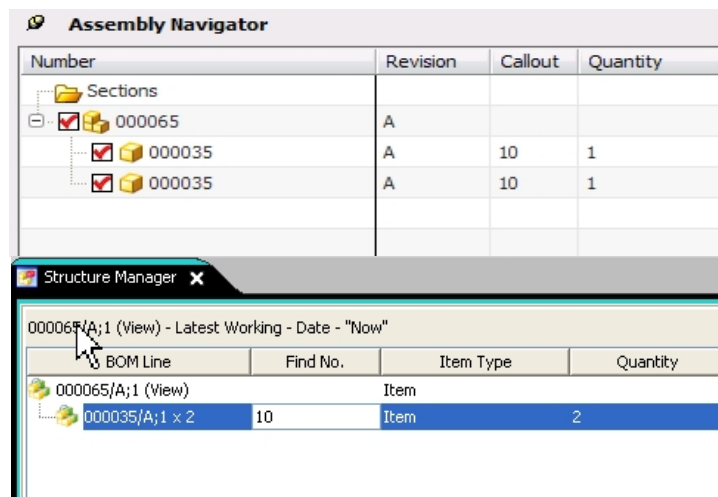 Assembly Navigator
Number Revision Callout Quantity
Sections
000065 A
000035 A 10 1
000035 A 10 1
Structure Manager
000065/A;1 (View) - Latest Working - Date - "Now"
BOM Line Find No. Item Type Quantity
000065/A;1 (View) Item
000035/A;1 x 2 10 Item 2